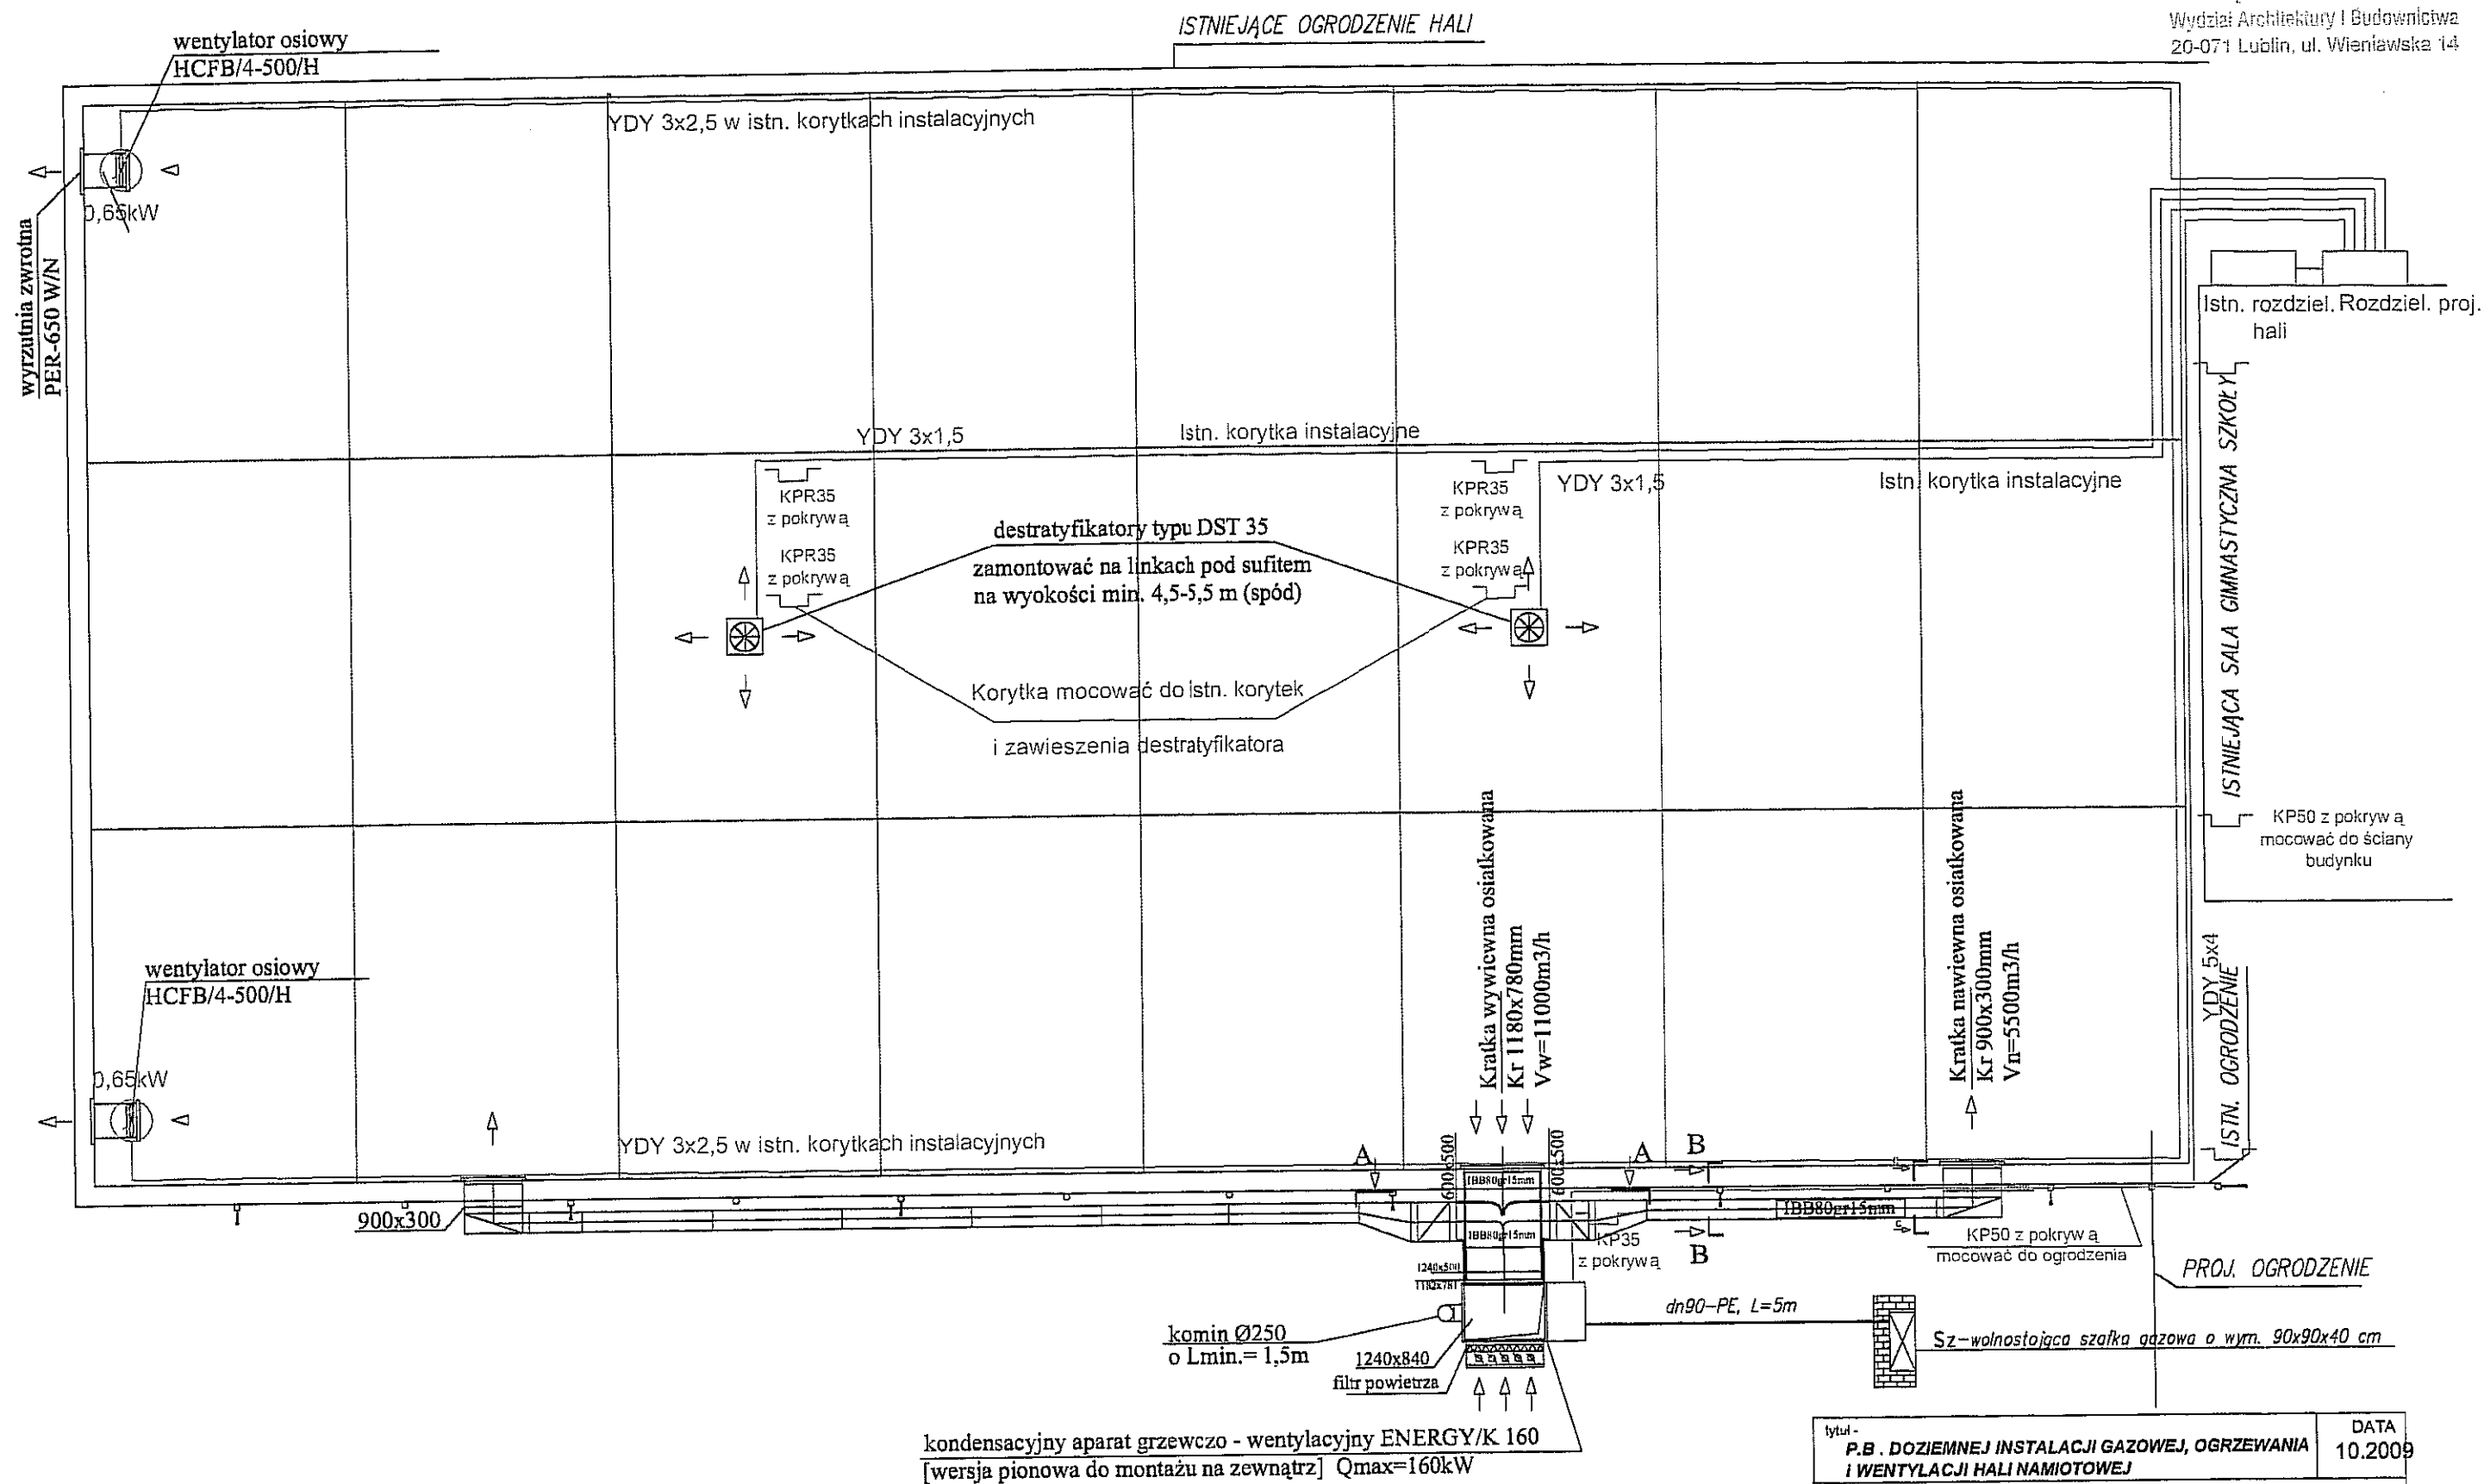 Wydział Architektury i Budownictwa
20-071 Lublin, ul. Wieniawska 14
ISTNIEJĄCE OGRODZENIE HALI
wentylator osiowy
HCFB/4-500/H
YDY 3x2,5 w istn. korytkach instalacyjnych
0,65kW
wyrzutnia zwrotna
PER-650 W/N
Istn. rozdziel. Rozdziel. proj.
hali
ISTNIEJĄCA SALA GIMNASTYCZNA SZKOŁY
YDY 3x1,5
Istn. korytka instalacyjne
KPR35
z pokrywą
KPR35
z pokrywą
YDY 3x1,5
Istn. korytka instalacyjne
destratyfikatory typu DST 35
zamontować na linkach pod sufitem
na wyokości min. 4,5-5,5 m (spód)
KPR35
z pokrywą
KPR35
z pokrywą
Korytka mocować do istn. korytek
i zawieszenia destratyfikatora
KP50 z pokrywą
mocować do ściany
budynku
Kratka wywiewna osiatkowana
Kr 1180x780mm
Vw=11000m3/h
Kratka nawiewna osiatkowana
Kr 900x300mm
Vn=5500m3/h
YDY 5x4
ISTN. OGRODZENIE
wentylator osiowy
HCFB/4-500/H
0,65kW
YDY 3x2,5 w istn. korytkach instalacyjnych
A
600x500
600x500
A
B
IBB80gr15mm
900x300
IBB80gr15mm
IBB80gr15mm
KP35
z pokrywą
B
KP50 z pokrywą
mocować do ogrodzenia
PROJ. OGRODZENIE
1240x500
1182x781
dn90-PE, L=5m
komin Ø250
o Lmin.= 1,5m
1240x840
filtr powietrza
Sz-wolnostojąca szafka gazowa o wym. 90x90x40 cm
kondensacyjny aparat grzewczo - wentylacyjny ENERGY/K 160
[wersja pionowa do montażu na zewnątrz] Qmax=160kW
tytuł -
P.B . DOZIEMNEJ INSTALACJI GAZOWEJ, OGRZEWANIA
I WENTYLACJI HALI NAMIOTOWEJ
DATA
10.2009